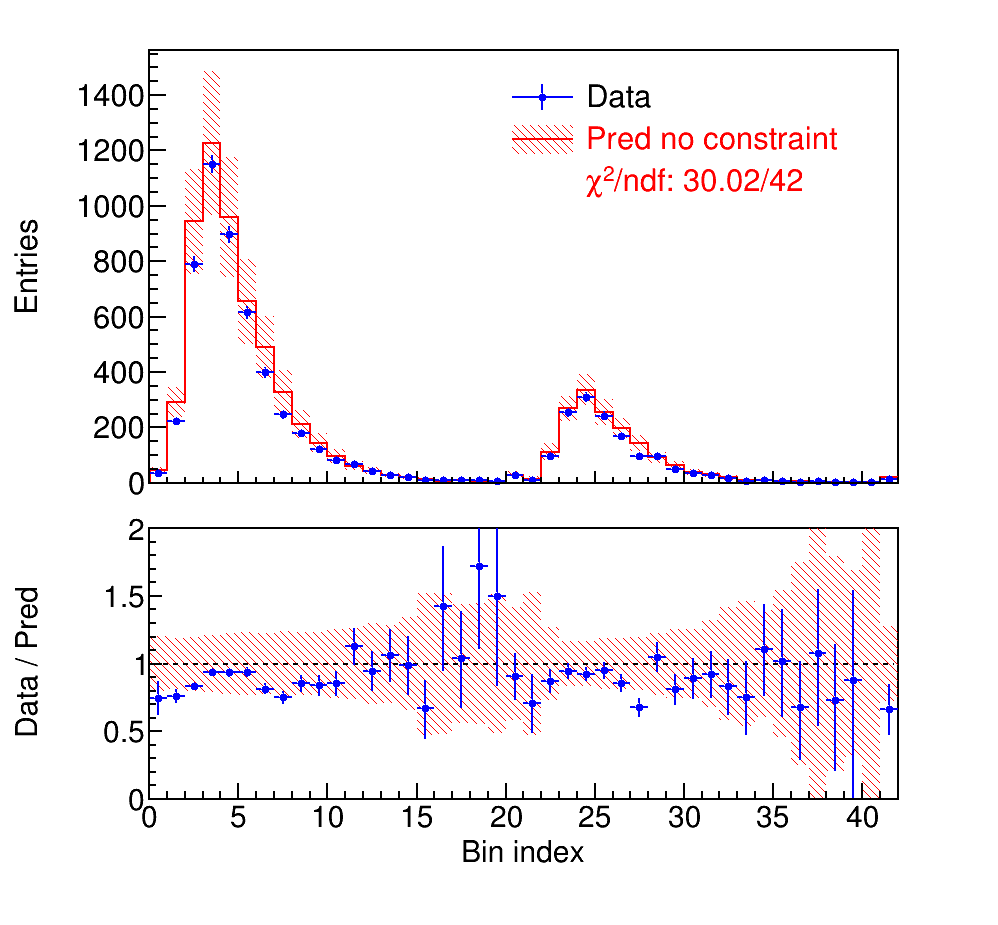 Data
Pred no constraint
χ²/ndf: 30.02/42
Entries
1400
1200
1000
800
600
400
200
0
Data / Pred
2
1.5
1
0.5
0
0 5 10 15 20 25 30 35 40
Bin index